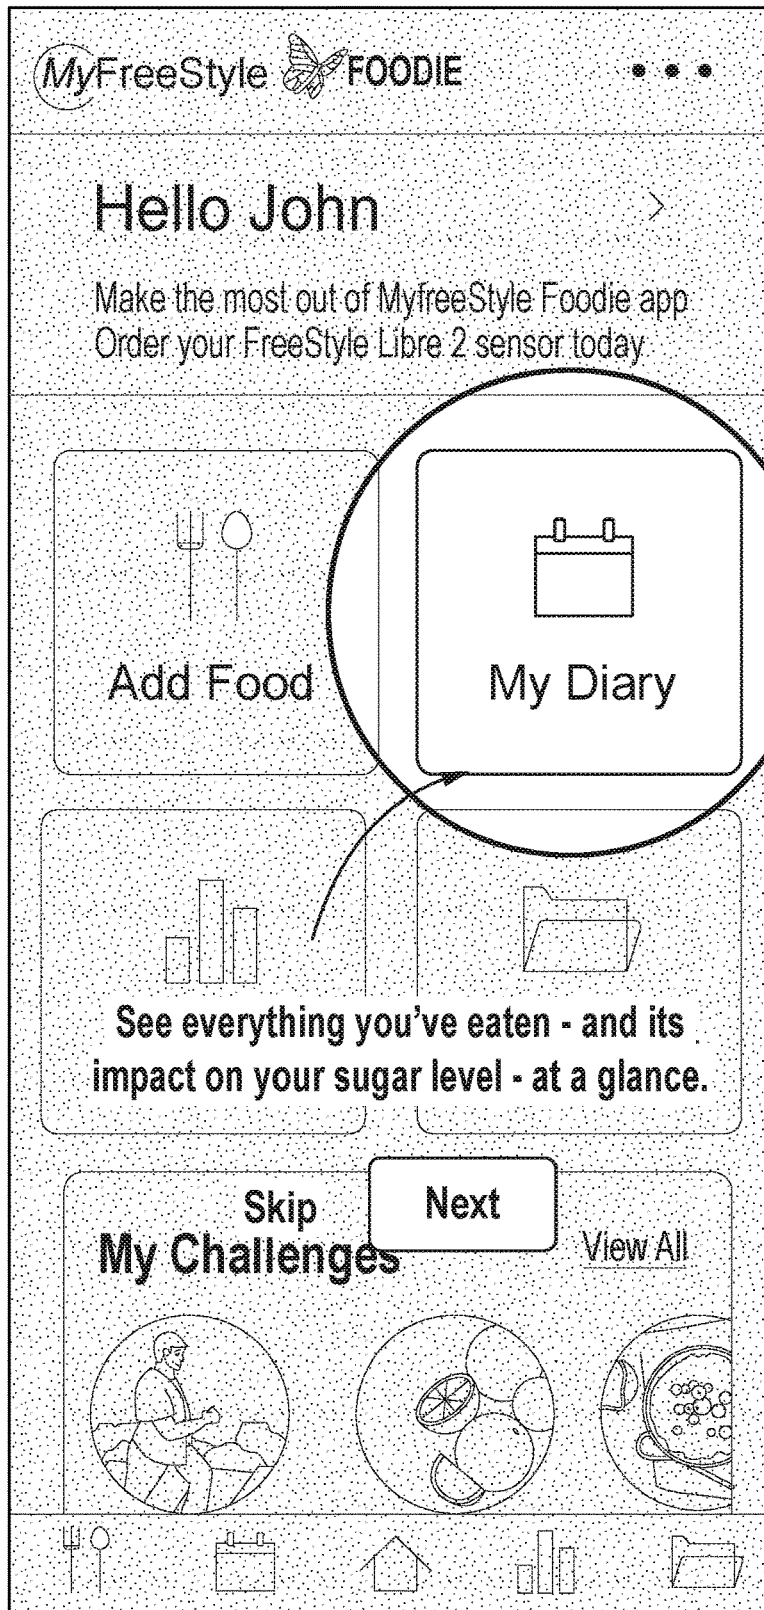 MyFreeStyle FOODIE
Hello John
Make the most out of MyfreeStyle Foodie app
Order your FreeStyle Libre 2 sensor today
Add Food
My Diary
See everything you've eaten - and its
impact on your sugar level - at a glance.
Skip
Next
My Challenges
View All